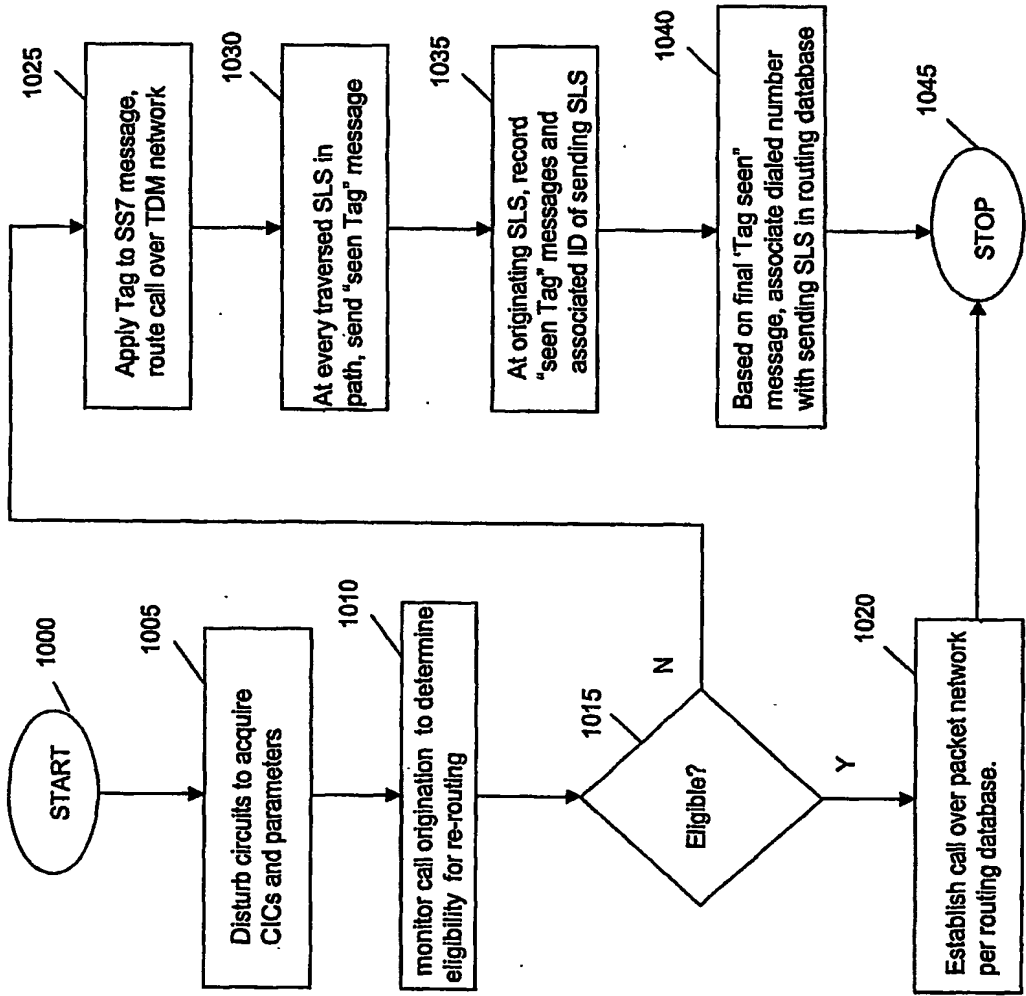 START
1000
Disturb circuits to acquire
CICs and parameters
1005
monitor call origination to determine
eligibility for re-routing
1010
Eligible?
1015
N
Y
Establish call over packet network
per routing database.
1020
Apply Tag to SS7 message,
route call over TDM network
1025
At every traversed SLS in
path, send "seen Tag" message
1030
At originating SLS, record
"seen Tag" messages and
associated ID of sending SLS
1035
Based on final 'Tag seen"
message, associate dialed number
with sending SLS in routing database
1040
STOP
1045